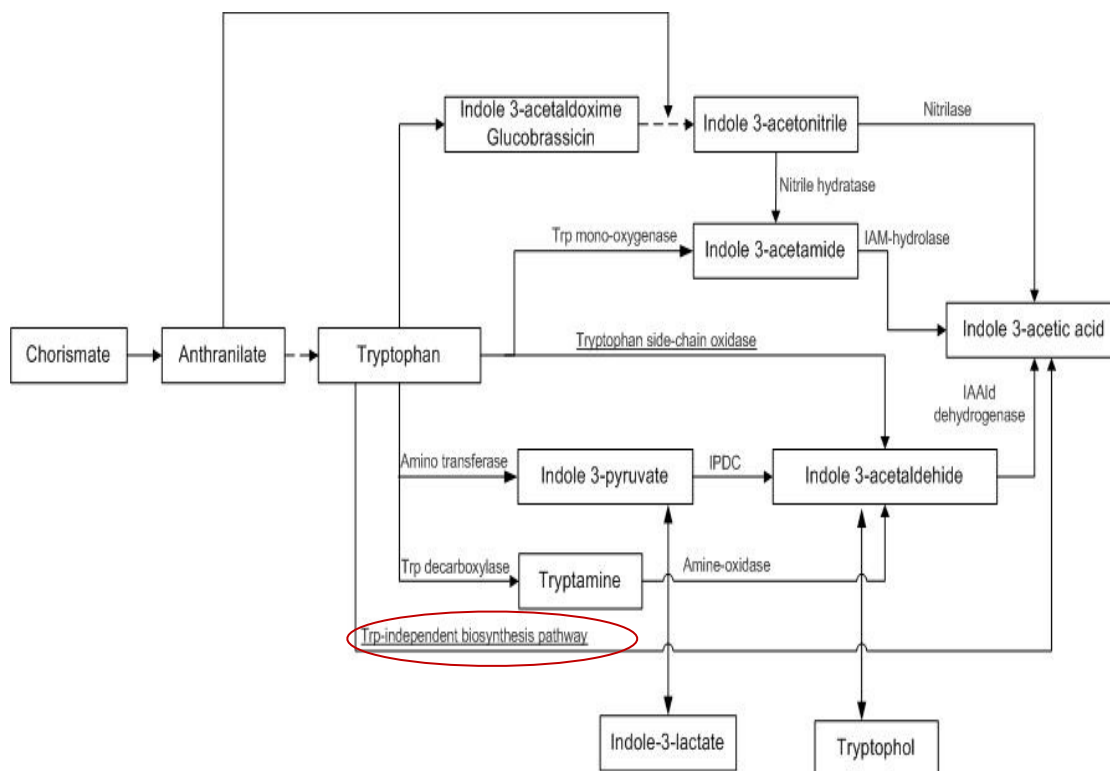 Indole 3-acetaldoxime
Glucobrassicin
Indole 3-acetonitrile
Nitrilase
Nitrile hydratase
Trp mono-oxygenase
Indole 3-acetamide
IAM-hydrolase
Chorismate
Anthranilate
Tryptophan
Tryptophan side-chain oxidase
Indole 3-acetic acid
IAAld
dehydrogenase
Amino transferase
Indole 3-pyruvate
IPDC
Indole 3-acetaldehide
Trp decarboxylase
Tryptamine
Amine-oxidase
Trp-independent biosynthesis pathway
Indole-3-lactate
Tryptophol